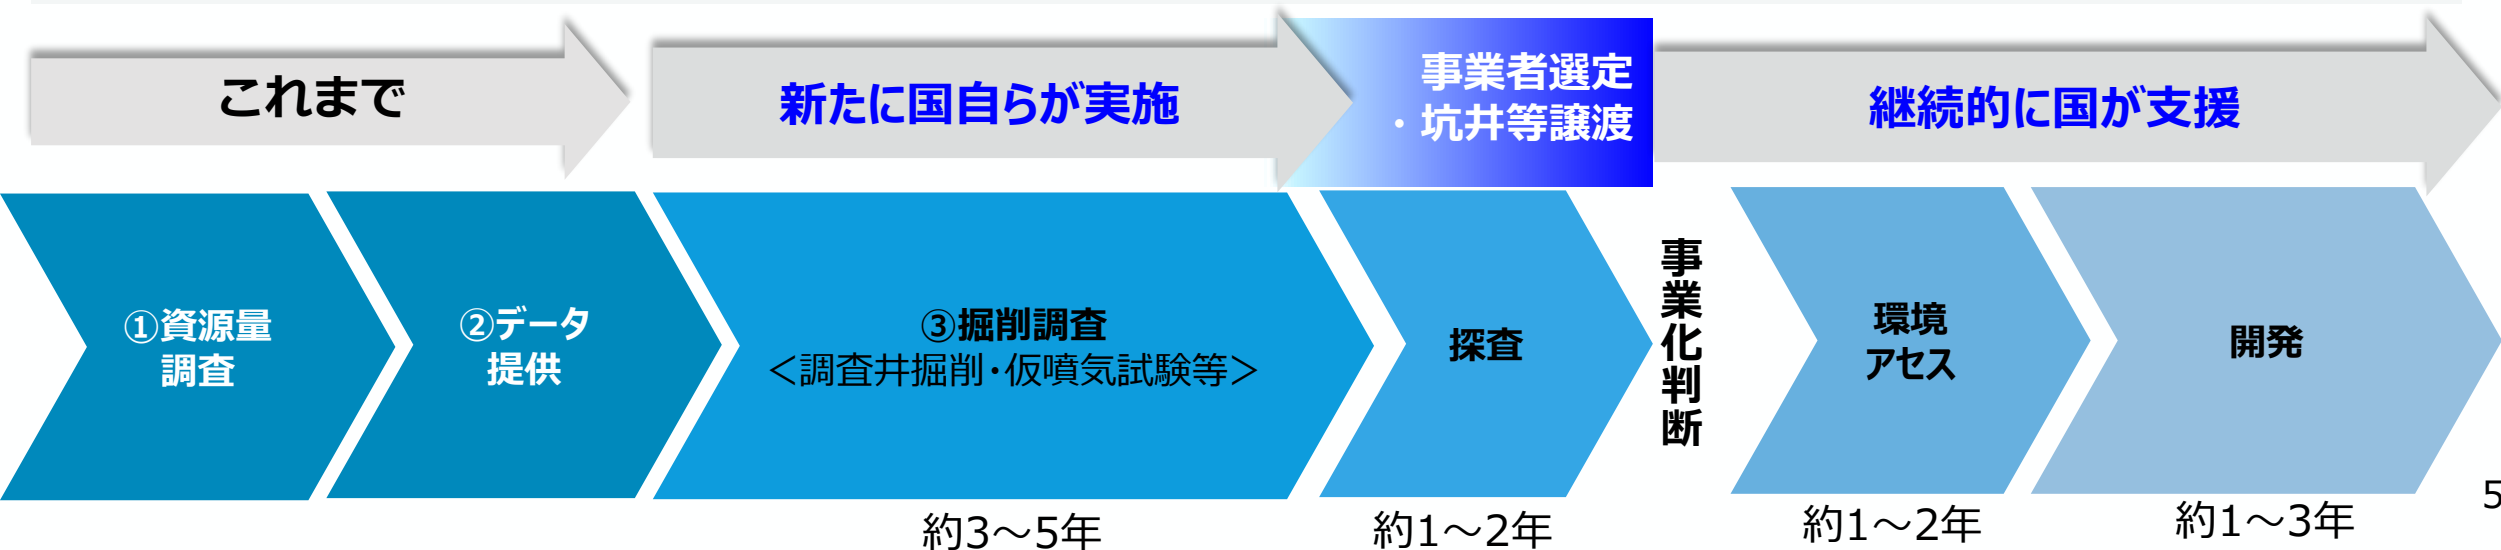 これまで
新たに国自らが実施
事業者選定
・坑井等譲渡
継続的に国が支援
①資源量
調査
②データ
提供
③掘削調査
＜調査井掘削・仮噴気試験等＞
探査
事業化判断
環境
アセス
開発
約3～5年
約1～2年
約1～2年
約1～3年
5